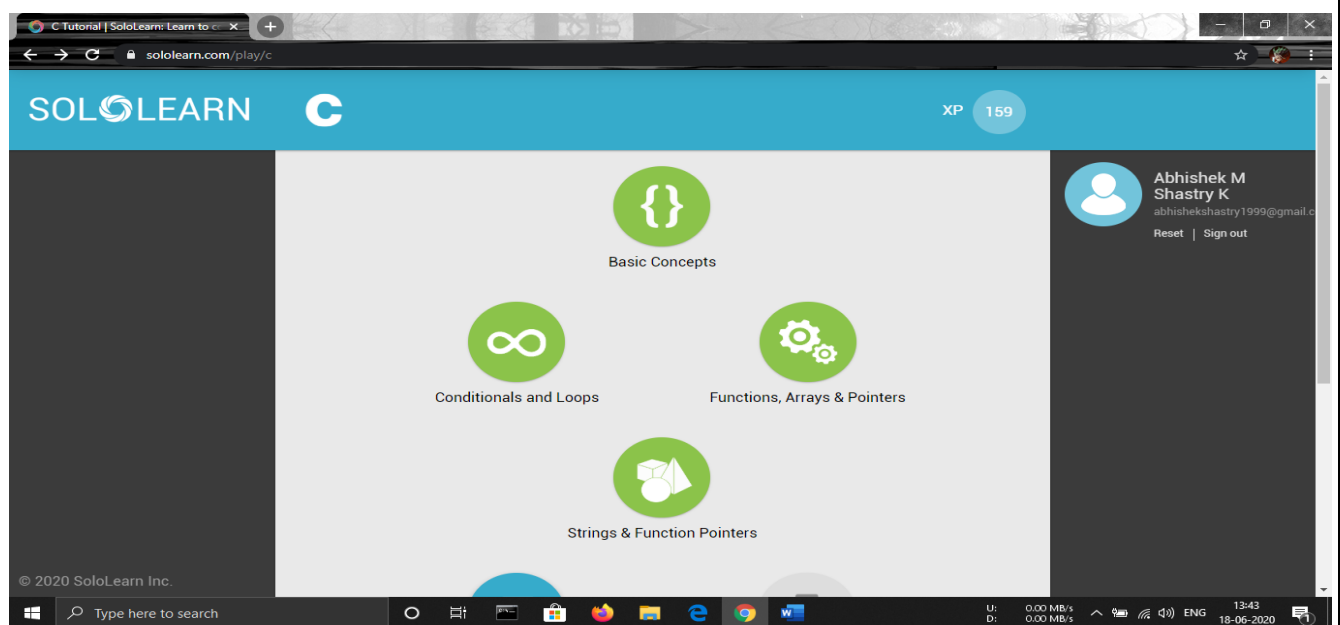 C Tutorial | SoloLearn: Learn to c
sololearn.com/play/c
SOLOLEARN C XP 159
Abhishek M
Shastry K
abhishekshastry1999@gmail.c
Reset | Sign out
{}
Basic Concepts
Conditionals and Loops Functions, Arrays & Pointers
Strings & Function Pointers
© 2020 SoloLearn Inc.
Type here to search
U: 0.00 MB/s
D: 0.00 MB/s
ENG
13:43
18-06-2020
1